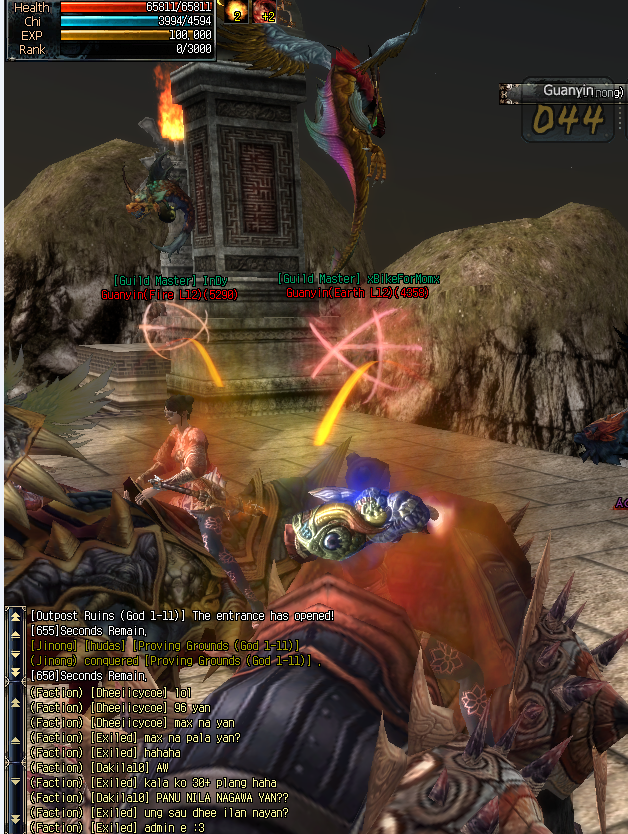 Health 65811/65811
Chi 3994/4594
EXP 100,000
Rank 0/3000
2
+2
Guanyin
nong)
044
[Guild Master] InDy
Guanyin(Fire L12)(5290)
[Guild Master] xBikeForMomx
Guanyin(Earth L12)(4358)
[Outpost Ruins (God 1-11)] The entrance has opened!
[655]Seconds Remain,
[Jinong] [hudas] [Proving Grounds (God 1-11)]
(Jinong) conquered [Proving Grounds (God 1-11)] .
[650]Seconds Remain,
(Faction) [Dheeiicycoe] lol
(Faction) [Dheeiicycoe] 96 yan
(Faction) [Dheeiicycoe] max na yan
(Faction) [Exiled] max na pala yan?
(Faction) [Exiled] hahaha
(Faction) [Dakila10] AW
(Faction) [Exiled] kala ko 30+ plang haha
(Faction) [Dakila10] PANU NILA NAGAWA YAN??
(Faction) [Exiled] ung sau dhee ilan nayan?
(Faction) [Exiled] admin e :3